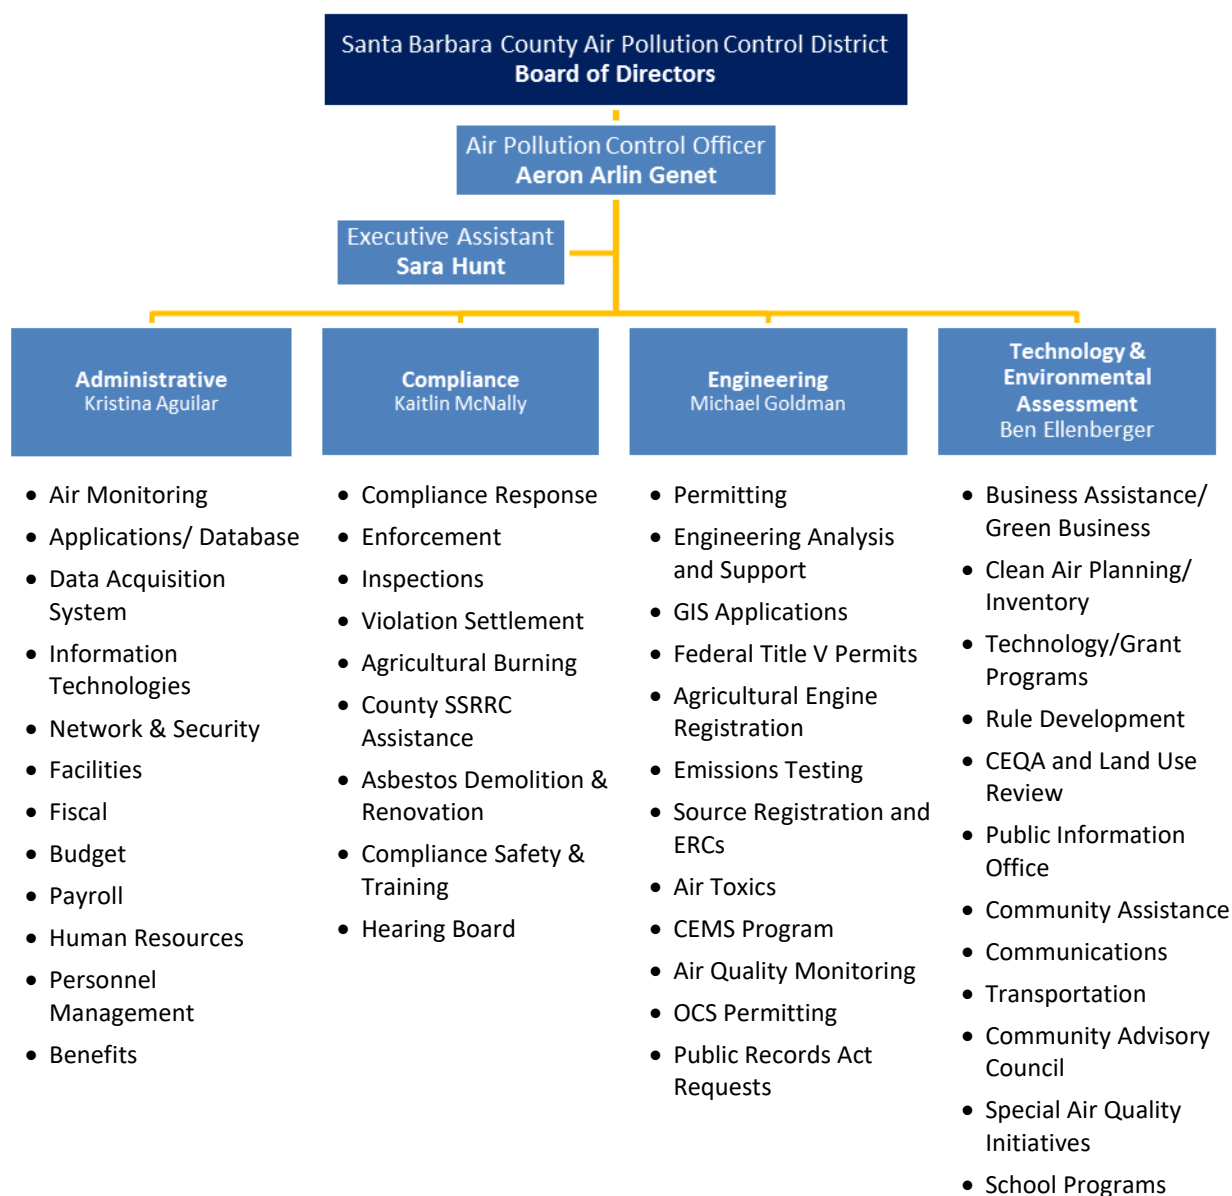 Santa Barbara County Air Pollution Control District
Board of Directors
Air Pollution Control Officer
Aeron Arlin Genet
Executive Assistant
Sara Hunt
Administrative
Kristina Aguilar
• Air Monitoring
• Applications/ Database
• Data Acquisition
System
• Information
Technologies
• Network & Security
• Facilities
• Fiscal
• Budget
• Payroll
• Human Resources
• Personnel
Management
• Benefits
Compliance
Kaitlin McNally
• Compliance Response
• Enforcement
• Inspections
• Violation Settlement
• Agricultural Burning
• County SSRRC
Assistance
• Asbestos Demolition &
Renovation
• Compliance Safety &
Training
• Hearing Board
Engineering
Michael Goldman
• Permitting
• Engineering Analysis
and Support
• GIS Applications
• Federal Title V Permits
• Agricultural Engine
Registration
• Emissions Testing
• Source Registration and
ERCs
• Air Toxics
• CEMS Program
• Air Quality Monitoring
• OCS Permitting
• Public Records Act
Requests
Technology &
Environmental
Assessment
Ben Ellenberger
• Business Assistance/
Green Business
• Clean Air Planning/
Inventory
• Technology/Grant
Programs
• Rule Development
• CEQA and Land Use
Review
• Public Information
Office
• Community Assistance
• Communications
• Transportation
• Community Advisory
Council
• Special Air Quality
Initiatives
• School Programs